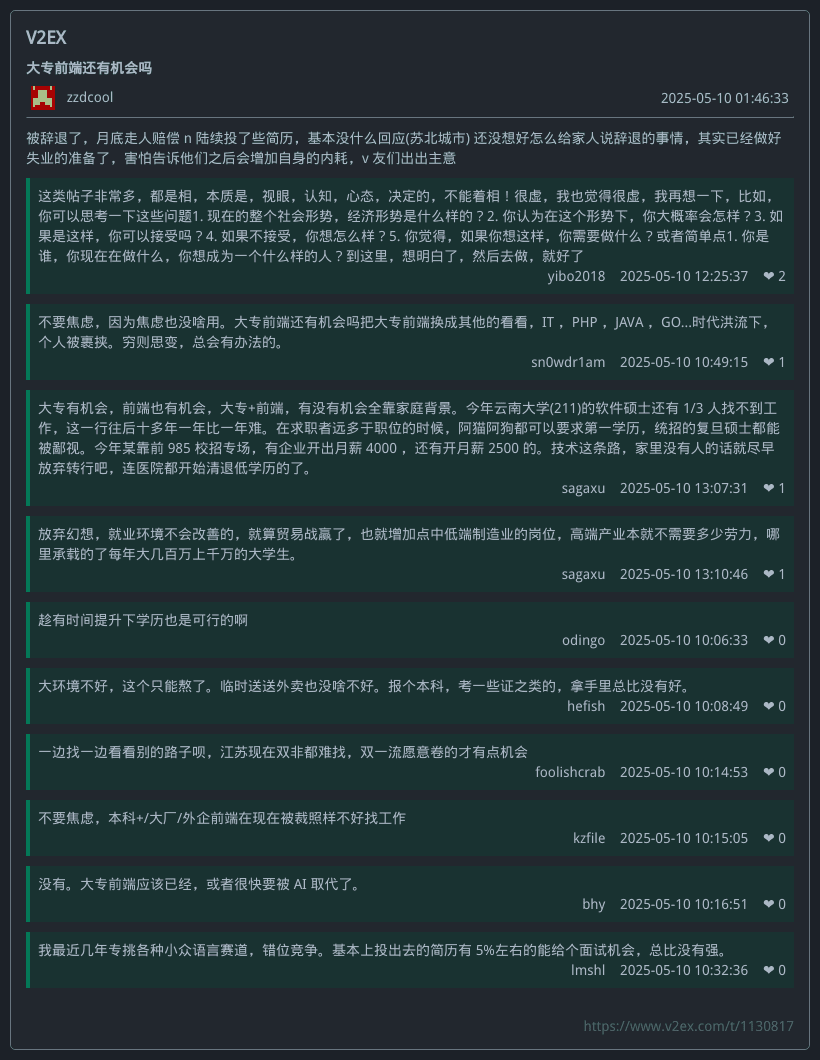 V2EX
大专前端还有机会吗
zzdcool
2025-05-10 01:46:33
被辞退了，月底走人赔偿 n 陆续投了些简历，基本没什么回应(苏北城市) 还没想好怎么给家人说辞退的事情，其实已经做好
失业的准备了，害怕告诉他们之后会增加自身的内耗，v 友们出出主意
这类帖子非常多，都是相，本质是，视眼，认知，心态，决定的，不能着相！很虚，我也觉得很虚，我再想一下，比如，
你可以思考一下这些问题1. 现在的整个社会形势，经济形势是什么样的？2. 你认为在这个形势下，你大概率会怎样？3. 如
果是这样，你可以接受吗？4. 如果不接受，你想怎么样？5. 你觉得，如果你想这样，你需要做什么？或者简单点1. 你是
谁，你现在在做什么，你想成为一个什么样的人？到这里，想明白了，然后去做，就好了
yibo2018 2025-05-10 12:25:37 ❤ 2
不要焦虑，因为焦虑也没啥用。大专前端还有机会吗把大专前端换成其他的看看，IT ，PHP ，JAVA ，GO...时代洪流下，
个人被裹挟。穷则思变，总会有办法的。
sn0wdr1am 2025-05-10 10:49:15 ❤ 1
大专有机会，前端也有机会，大专+前端，有没有机会全靠家庭背景。今年云南大学(211)的软件硕士还有 1/3 人找不到工
作，这一行往后十多年一年比一年难。在求职者远多于职位的时候，阿猫阿狗都可以要求第一学历，统招的复旦硕士都能
被鄙视。今年某靠前 985 校招专场，有企业开出月薪 4000 ，还有开月薪 2500 的。技术这条路，家里没有人的话就尽早
放弃转行吧，连医院都开始清退低学历的了。
sagaxu 2025-05-10 13:07:31 ❤ 1
放弃幻想，就业环境不会改善的，就算贸易战赢了，也就增加点中低端制造业的岗位，高端产业本就不需要多少劳力，哪
里承载的了每年大几百万上千万的大学生。
sagaxu 2025-05-10 13:10:46 ❤ 1
趁有时间提升下学历也是可行的啊
odingo 2025-05-10 10:06:33 ❤ 0
大环境不好，这个只能熬了。临时送送外卖也没啥不好。报个本科，考一些证之类的，拿手里总比没有好。
hefish 2025-05-10 10:08:49 ❤ 0
一边找一边看看别的路子呗，江苏现在双非都难找，双一流愿意卷的才有点机会
foolishcrab 2025-05-10 10:14:53 ❤ 0
不要焦虑，本科+/大厂/外企前端在现在被裁照样不好找工作
kzfile 2025-05-10 10:15:05 ❤ 0
没有。大专前端应该已经，或者很快要被 AI 取代了。
bhy 2025-05-10 10:16:51 ❤ 0
我最近几年专挑各种小众语言赛道，错位竞争。基本上投出去的简历有 5%左右的能给个面试机会，总比没有强。
lmshl 2025-05-10 10:32:36 ❤ 0
https://www.v2ex.com/t/1130817